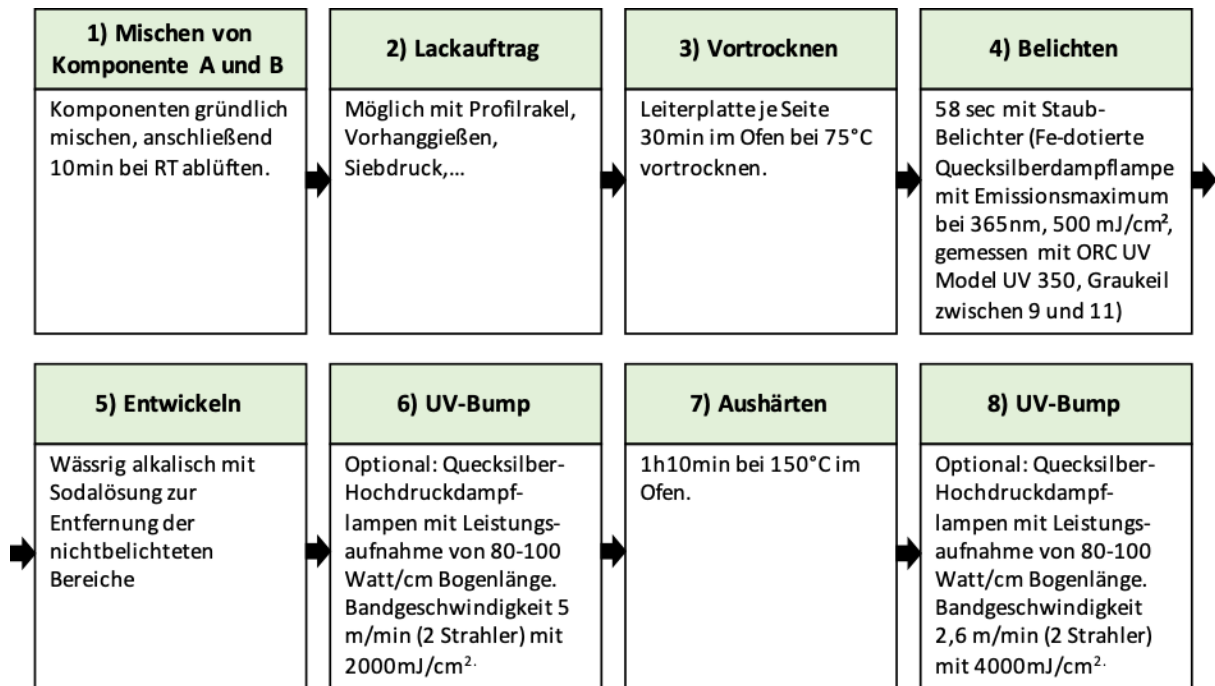 1) Mischen von
Komponente A und B
Komponenten gründlich
mischen, anschließend
10min bei RT ablüften.
2) Lackauftrag
Möglich mit Profilrakel,
Vorhanggießen,
Siebdruck,...
3) Vortrocknen
Leiterplatte je Seite
30min im Ofen bei 75°C
vortrocknen.
4) Belichten
58 sec mit Staub-
Belichter (Fe-dotierte
Quecksilberdampflampe
mit Emissionsmaximum
bei 365nm, 500 mJ/cm²,
gemessen mit ORC UV
Model UV 350, Graukeil
zwischen 9 und 11)
5) Entwickeln
Wässrig alkalisch mit
Sodalösung zur
Entfernung der
nichtbelichteten
Bereiche
6) UV-Bump
Optional: Quecksilber-
Hochdruckdampf-
lampen mit Leistungs-
aufnahme von 80-100
Watt/cm Bogenlänge.
Bandgeschwindigkeit 5
m/min (2 Strahler) mit
2000mJ/cm².
7) Aushärten
1h10min bei 150°C im
Ofen.
8) UV-Bump
Optional: Quecksilber-
Hochdruckdampf-
lampen mit Leistungs-
aufnahme von 80-100
Watt/cm Bogenlänge.
Bandgeschwindigkeit
2,6 m/min (2 Strahler)
mit 4000mJ/cm².